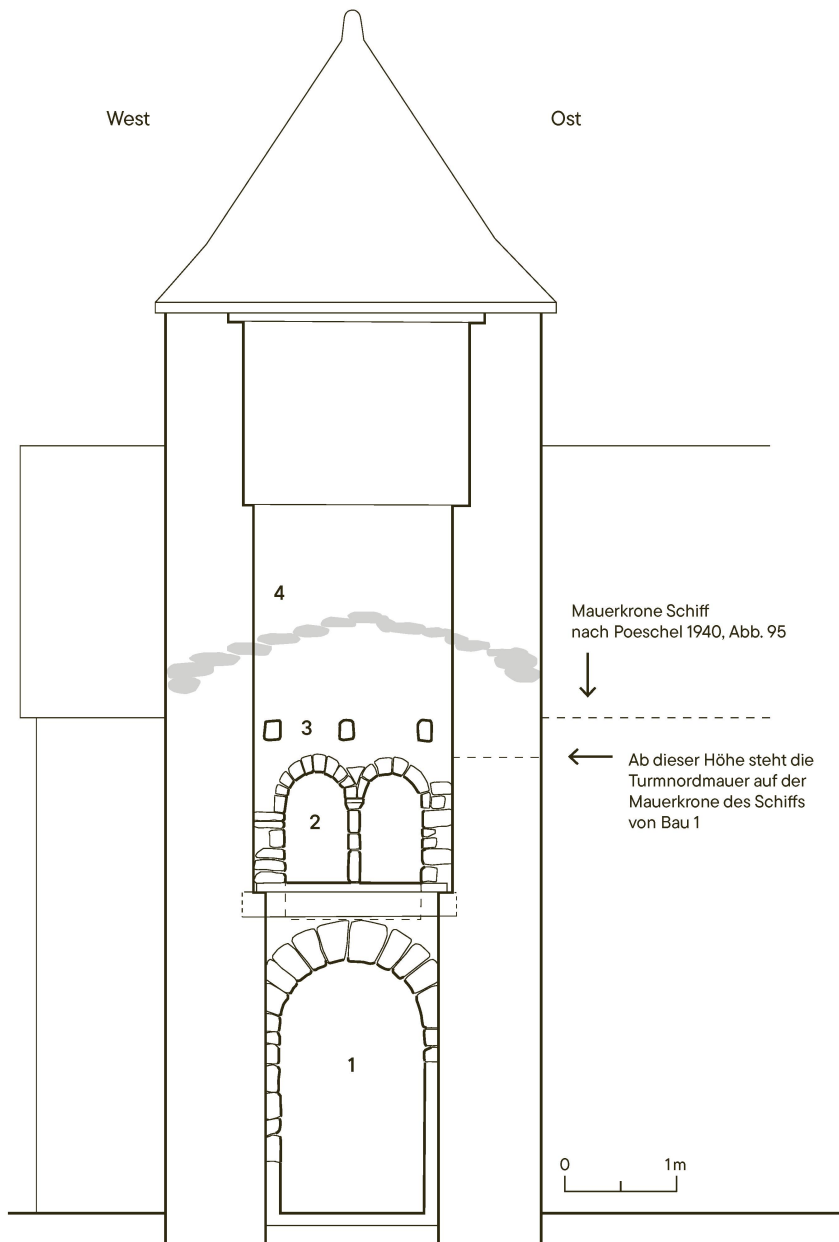 West
Ost
4
Mauerkrone Schiff
nach Poeschel 1940, Abb. 95
3
Ab dieser Höhe steht die
Turmnordmauer auf der
Mauerkrone des Schiffs
von Bau 1
2
1
0 1 m